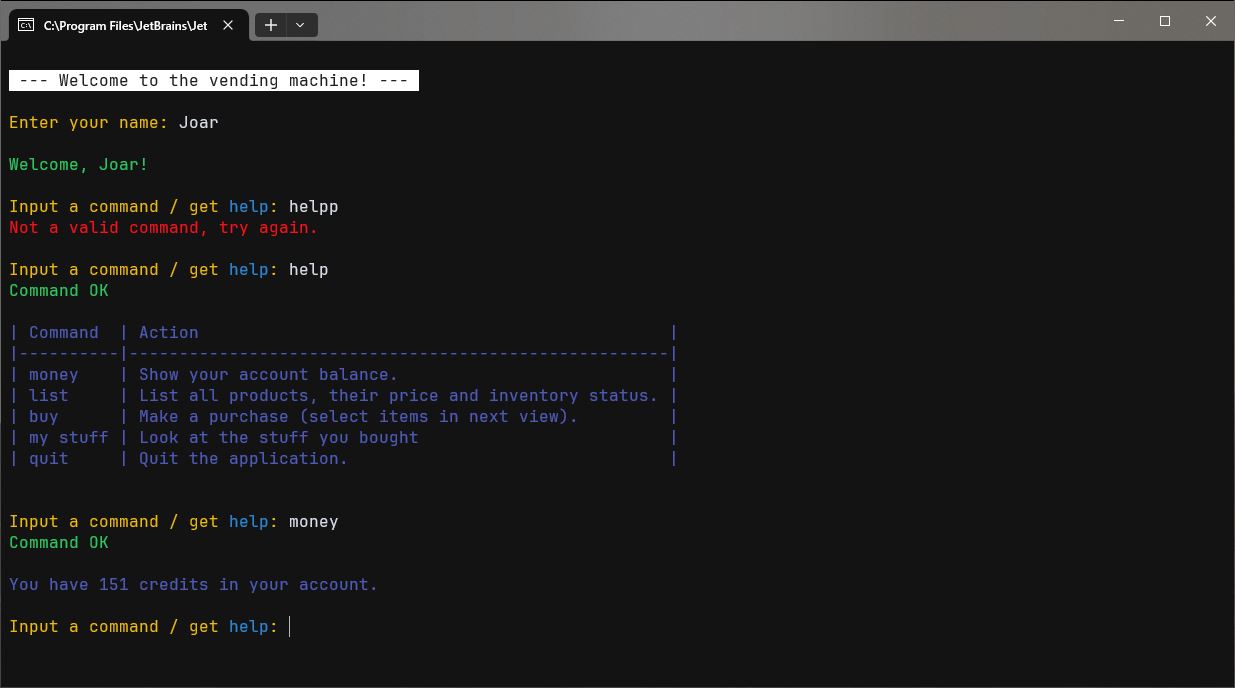 C:\Program Files\JetBrains\Jet
--- Welcome to the vending machine! ---
Enter your name: Joar
Welcome, Joar!
Input a command / get help: helpp
Not a valid command, try again.
Input a command / get help: help
Command OK
| Command  | Action                                               |
|----------|------------------------------------------------------|
| money    | Show your account balance.                           |
| list     | List all products, their price and inventory status. |
| buy      | Make a purchase (select items in next view).         |
| my stuff | Look at the stuff you bought                         |
| quit     | Quit the application.                                |
Input a command / get help: money
Command OK
You have 151 credits in your account.
Input a command / get help: